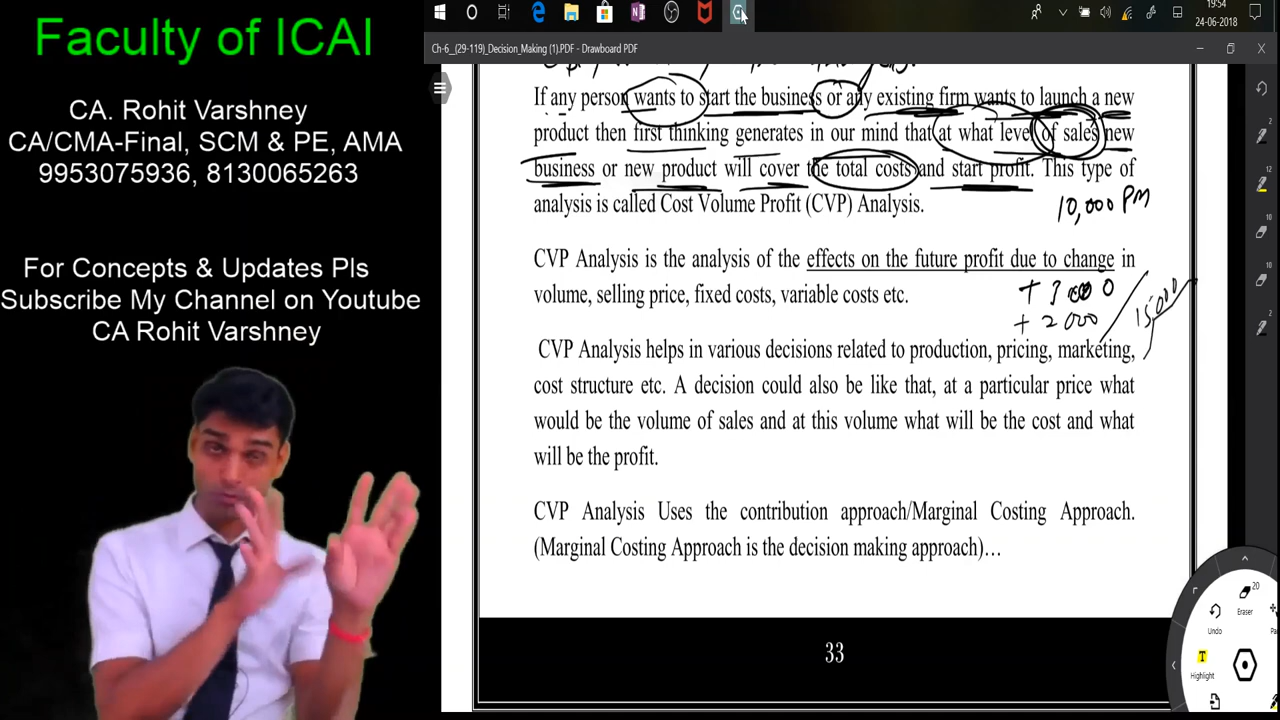 Faculty of ICAI
CA. Rohit Varshney
CA/CMA-Final, SCM & PE, AMA
9953075936, 8130065263
For Concepts & Updates Pls
Subscribe My Channel on Youtube
CA Rohit Varshney
19:54
24-06-2018
Ch-6_(29-119)_Decision_Making (1).PDF - Drawboard PDF
If any person wants to start the business or any existing firm wants to launch a new
product then first thinking generates in our mind that at what level of sales new
business or new product will cover the total costs and start profit. This type of
analysis is called Cost Volume Profit (CVP) Analysis.
10,000 PM
CVP Analysis is the analysis of the effects on the future profit due to change in
volume, selling price, fixed costs, variable costs etc.
+ 3000
+ 2000
15000
CVP Analysis helps in various decisions related to production, pricing, marketing,
cost structure etc. A decision could also be like that, at a particular price what
would be the volume of sales and at this volume what will be the cost and what
will be the profit.
CVP Analysis Uses the contribution approach/Marginal Costing Approach.
(Marginal Costing Approach is the decision making approach)…
33
20
Eraser
Undo
T
Highlight